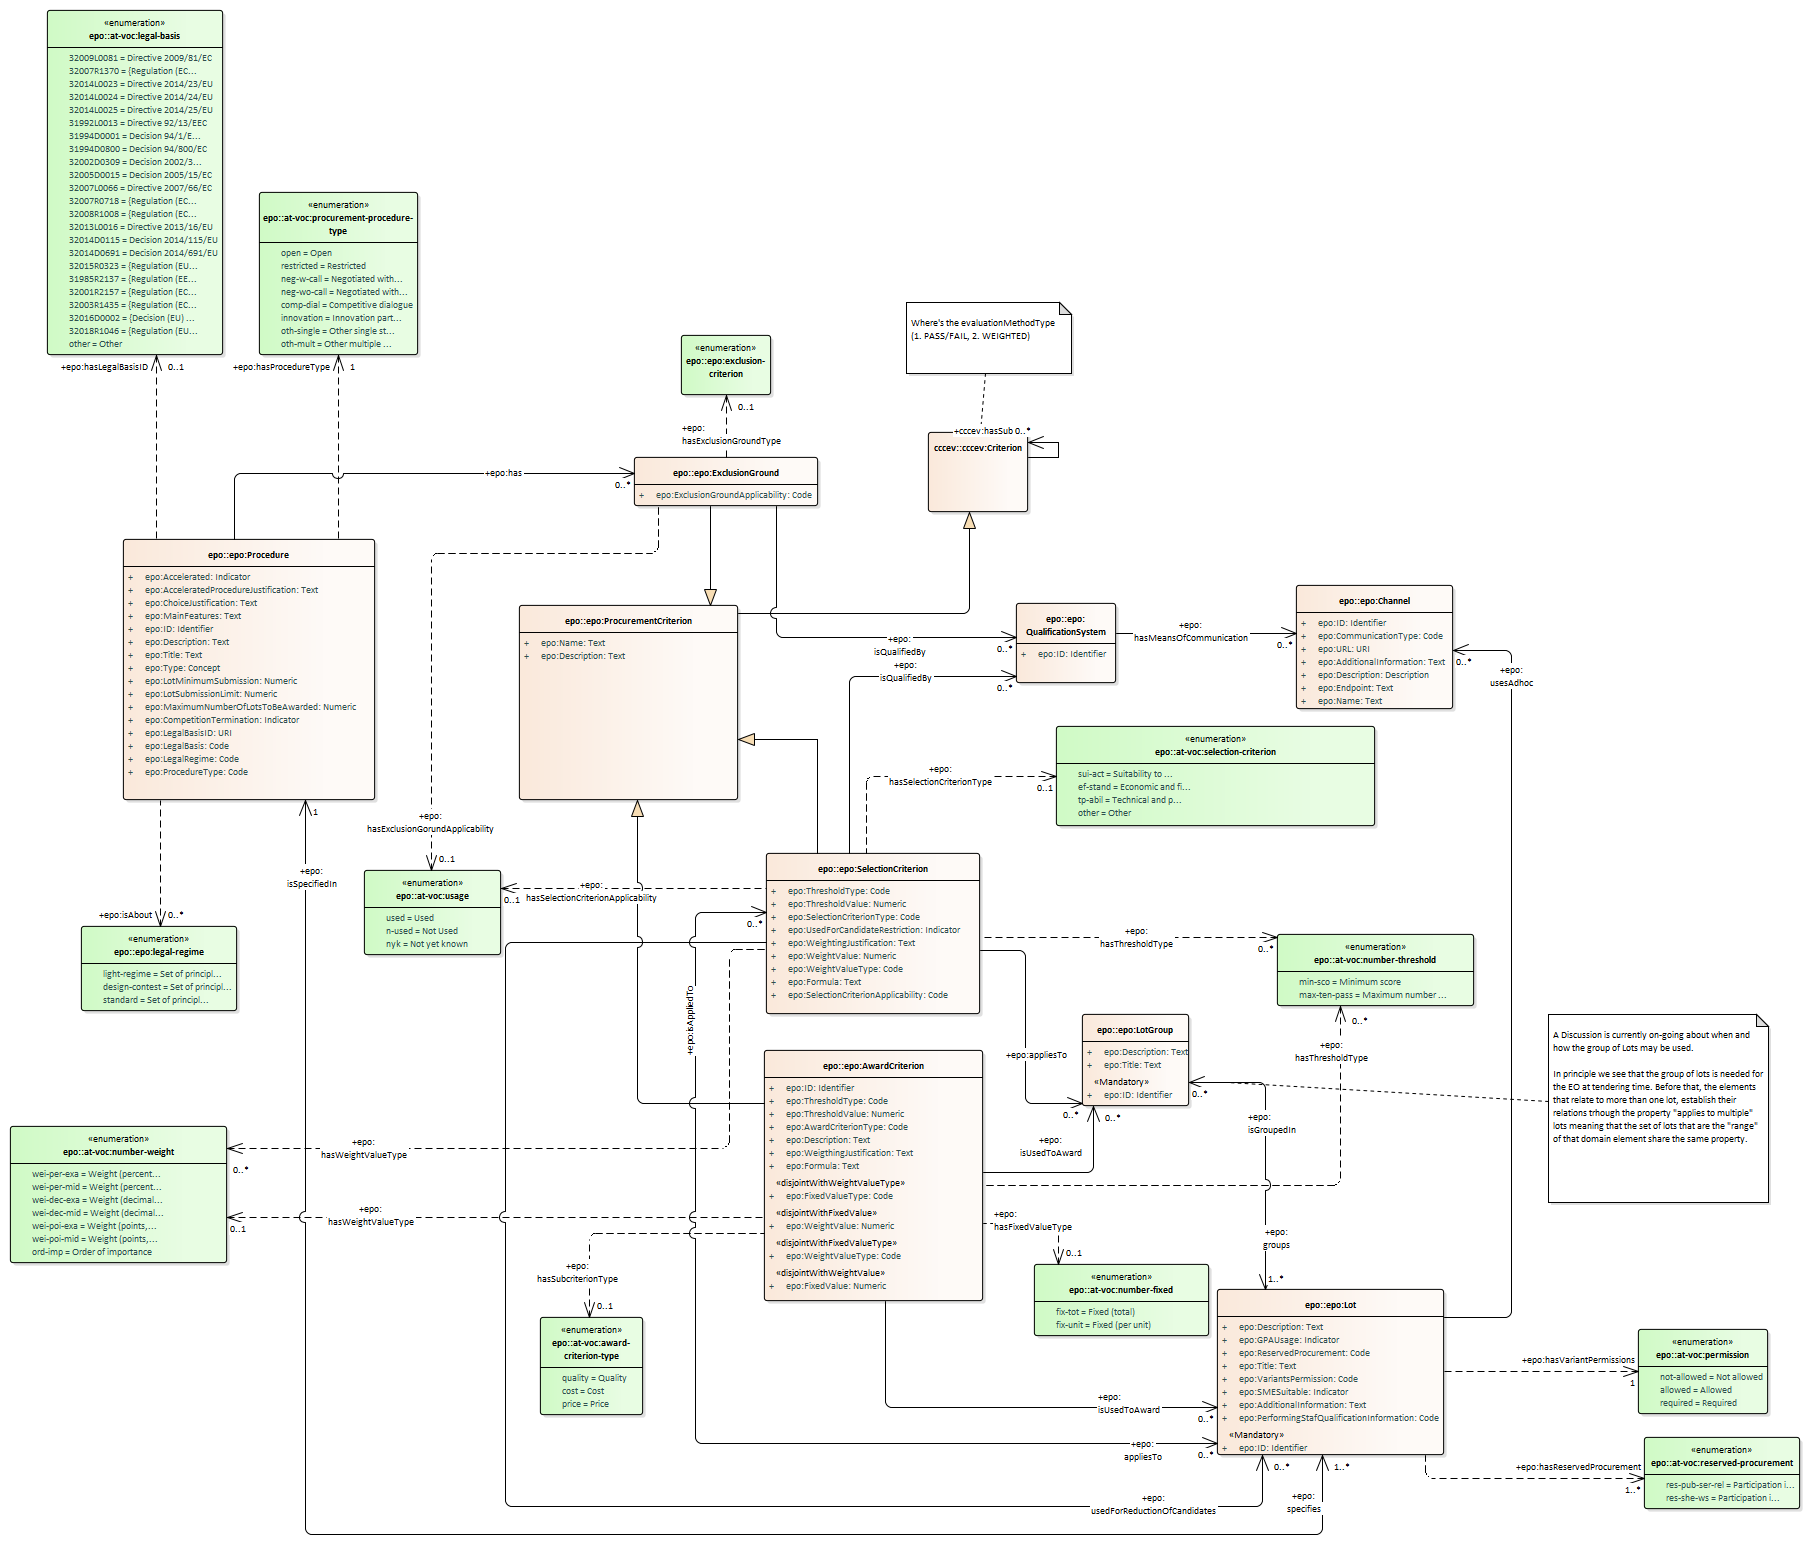 «enumeration»
epo::at-voc:legal-basis
32009L0081 = Directive 2009/81/EC
32007R1370 = {Regulation (EC...
32014L0023 = Directive 2014/23/EU
32014L0024 = Directive 2014/24/EU
32014L0025 = Directive 2014/25/EU
31992L0013 = Directive 92/13/EEC
31994D0001 = Decision 94/1/E...
31994D0800 = Decision 94/800/EC
32002D0309 = Decision 2002/3...
32005D0015 = Decision 2005/15/EC
32007L0066 = Directive 2007/66/EC
32007R0718 = {Regulation (EC...
32008R1008 = {Regulation (EC...
32013L0016 = Directive 2013/16/EU
32014D0115 = Decision 2014/115/EU
32014D0691 = Decision 2014/691/EU
32015R0323 = {Regulation (EU...
31985R2137 = {Regulation (EE...
32001R2157 = {Regulation (EC...
32003R1435 = {Regulation (EC...
32016D0002 = {Decision (EU) ...
32018R1046 = {Regulation (EU...
other = Other
+epo:hasLegalBasisID
0..1
«enumeration»
epo::at-voc:procurement-procedure-
type
open = Open
restricted = Restricted
neg-w-call = Negotiated with...
neg-wo-call = Negotiated with...
comp-dial = Competitive dialogue
innovation = Innovation part...
oth-single = Other single st...
oth-mult = Other multiple ...
+epo:hasProcedureType
1
«enumeration»
epo::epo:exclusion-
criterion
0..1
+epo:
hasExclusionGroundType
Where's the evaluationMethodType
(1. PASS/FAIL, 2. WEIGHTED)
+cccev:hasSub 0..*
cccev::cccev:Criterion
+epo:has
0..*
epo::epo:ExclusionGround
+ epo:ExclusionGroundApplicability: Code
epo::epo:Procedure
+ epo:Accelerated: Indicator
+ epo:AcceleratedProcedureJustification: Text
+ epo:ChoiceJustification: Text
+ epo:MainFeatures: Text
+ epo:ID: Identifier
+ epo:Description: Text
+ epo:Title: Text
+ epo:Type: Concept
+ epo:LotMinimumSubmission: Numeric
+ epo:LotSubmissionLimit: Numeric
+ epo:MaximumNumberOfLotsToBeAwarded: Numeric
+ epo:CompetitionTermination: Indicator
+ epo:LegalBasisID: URI
+ epo:LegalBasis: Code
+ epo:LegalRegime: Code
+ epo:ProcedureType: Code
epo::epo:ProcurementCriterion
+ epo:Name: Text
+ epo:Description: Text
+epo:
isQualifiedBy
0..*
+epo:
isQualifiedBy
0..*
epo::epo:
QualificationSystem
+ epo:ID: Identifier
+epo:
hasMeansOfCommunication
0..*
epo::epo:Channel
+ epo:ID: Identifier
+ epo:CommunicationType: Code
+ epo:URL: URI
+ epo:AdditionalInformation: Text
+ epo:Description: Description
+ epo:Endpoint: Text
+ epo:Name: Text
0..*
+epo:
usesAdhoc
«enumeration»
epo::at-voc:selection-criterion
sui-act = Suitability to ...
ef-stand = Economic and fi...
tp-abil = Technical and p...
other = Other
+epo:
hasSelectionCriterionType
0..1
1
+epo:
isSpecifiedIn
+epo:
hasExclusionGorundApplicability
0..1
«enumeration»
epo::at-voc:usage
used = Used
n-used = Not Used
nyk = Not yet known
+epo:
hasSelectionCriterionApplicability
0..1
+epo:isAbout
0..*
«enumeration»
epo::epo:legal-regime
light-regime = Set of principl...
design-contest = Set of principl...
standard = Set of principl...
epo::epo:SelectionCriterion
+ epo:ThresholdType: Code
+ epo:ThresholdValue: Numeric
+ epo:SelectionCriterionType: Code
+ epo:UsedForCandidateRestriction: Indicator
+ epo:WeightingJustification: Text
+ epo:WeightValue: Numeric
+ epo:WeightValueType: Code
+ epo:Formula: Text
+ epo:SelectionCriterionApplicability: Code
0..*
+epo:isAppliedTo
+epo:
hasThresholdType
0..*
«enumeration»
epo::at-voc:number-threshold
min-sco = Minimum score
max-ten-pass = Maximum number ...
0..*
+epo:
hasThresholdType
epo::epo:LotGroup
+ epo:Description: Text
+ epo:Title: Text
«Mandatory»
+ epo:ID: Identifier
+epo:appliesTo
0..*
0..*
0..*
+epo:
isUsedToAward
+epo:
isGroupedIn
A Discussion is currently on-going about when and
how the group of Lots may be used.
In principle we see that the group of lots is needed for
the EO at tendering time. Before that, the elements
that relate to more than one lot, establish their
relations trhough the property "applies to multiple"
lots meaning that the set of lots that are the "range"
of that domain element share the same property.
epo::epo:AwardCriterion
+ epo:ID: Identifier
+ epo:ThresholdType: Code
+ epo:ThresholdValue: Numeric
+ epo:AwardCriterionType: Code
+ epo:Description: Text
+ epo:WeigthingJustification: Text
+ epo:Formula: Text
«disjointWithWeightValueType»
+ epo:FixedValueType: Code
«disjointWithFixedValue»
+ epo:WeightValue: Numeric
«disjointWithFixedValueType»
+ epo:WeightValueType: Code
«disjointWithWeightValue»
+ epo:FixedValue: Numeric
«enumeration»
epo::at-voc:number-weight
wei-per-exa = Weight (percent...
wei-per-mid = Weight (percent...
wei-dec-exa = Weight (decimal...
wei-dec-mid = Weight (decimal...
wei-poi-exa = Weight (points,...
wei-poi-mid = Weight (points,...
ord-imp = Order of importance
+epo:
hasWeightValueType
0..*
+epo:
hasWeightValueType
0..1
+epo:
hasSubcriterionType
0..1
«enumeration»
epo::at-voc:award-
criterion-type
quality = Quality
cost = Cost
price = Price
+epo:
hasFixedValueType
0..1
«enumeration»
epo::at-voc:number-fixed
fix-tot = Fixed (total)
fix-unit = Fixed (per unit)
+epo:
groups
1..*
epo::epo:Lot
+ epo:Description: Text
+ epo:GPAUsage: Indicator
+ epo:ReservedProcurement: Code
+ epo:Title: Text
+ epo:VariantsPermission: Code
+ epo:SMESuitable: Indicator
+ epo:AdditionalInformation: Text
+ epo:PerformingStafQualificationInformation: Code
«Mandatory»
+ epo:ID: Identifier
+epo:hasVariantPermissions
1
«enumeration»
epo::at-voc:permission
not-allowed = Not allowed
allowed = Allowed
required = Required
+epo:hasReservedProcurement
1..*
«enumeration»
epo::at-voc:reserved-procurement
res-pub-ser-rel = Participation i...
res-she-ws = Participation i...
+epo:
isUsedToAward
0..*
+epo:
appliesTo
0..*
0..*
1..*
+epo:
usedForReductionOfCandidates
+epo:
specifies